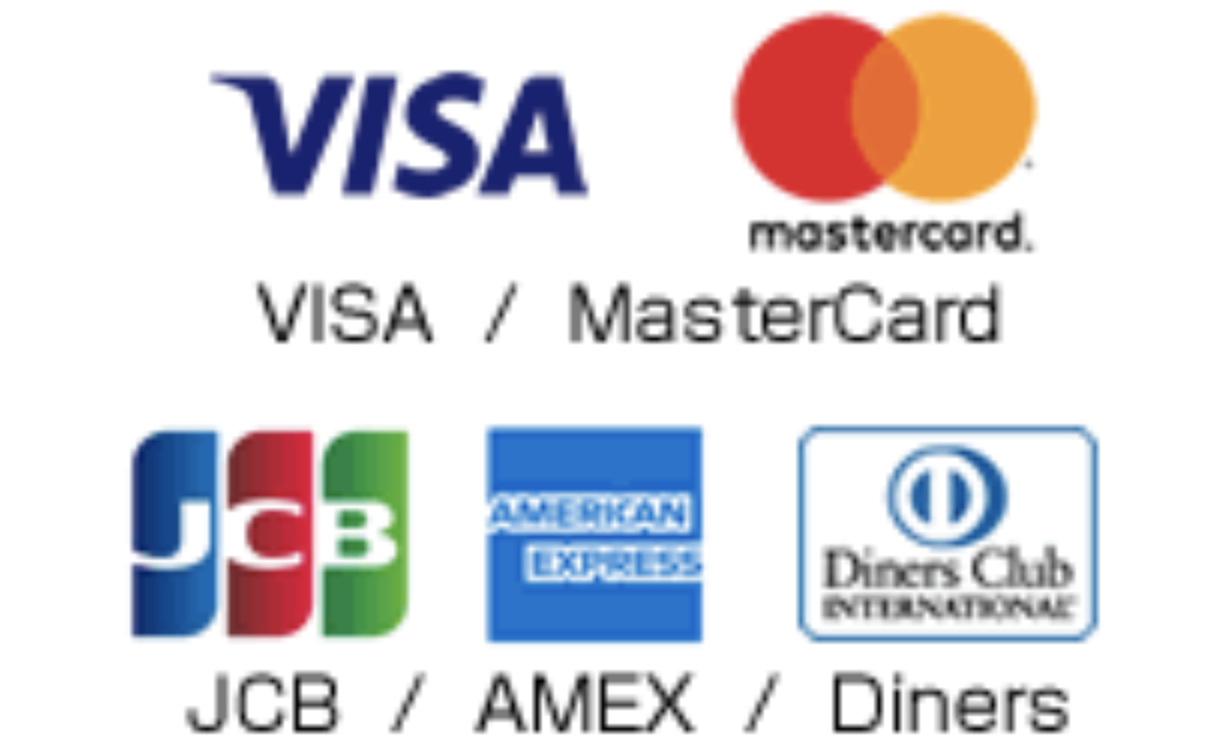 VISA mastercard.
VISA / MasterCard
JCB AMERICAN EXPRESS Diners Club INTERNATIONAL
JCB / AMEX / Diners